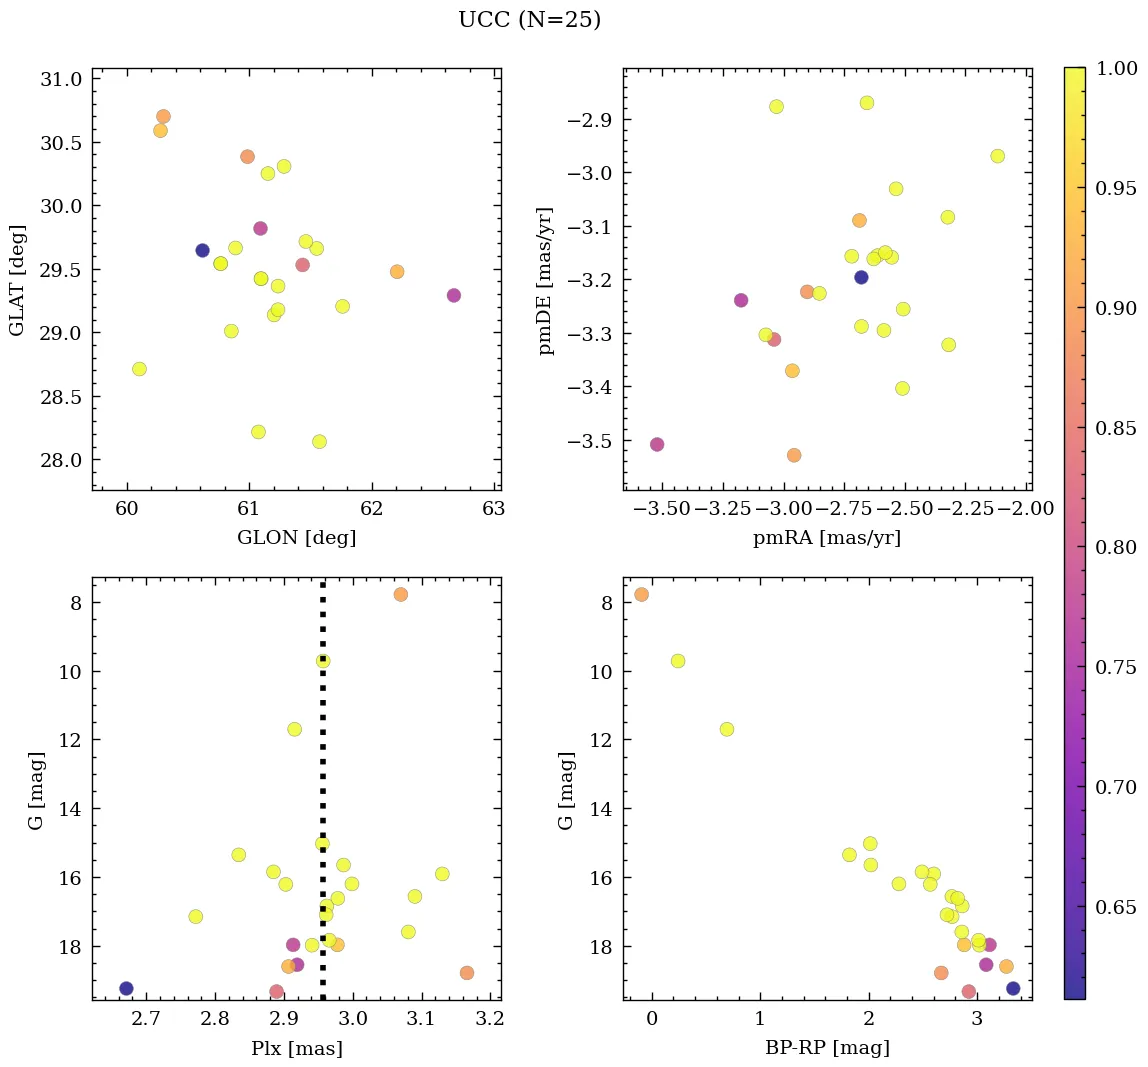 UCC (N=25)
31.0
30.5
30.0
29.5
29.0
28.5
28.0
GLAT [deg]
60 61 62 63
GLON [deg]
−2.9
−3.0
−3.1
−3.2
−3.3
−3.4
−3.5
pmDE [mas/yr]
−3.50 −3.25 −3.00 −2.75 −2.50 −2.25 −2.00
pmRA [mas/yr]
8
10
12
14
16
18
G [mag]
2.7 2.8 2.9 3.0 3.1 3.2
Plx [mas]
8
10
12
14
16
18
G [mag]
0 1 2 3
BP-RP [mag]
1.00
0.95
0.90
0.85
0.80
0.75
0.70
0.65